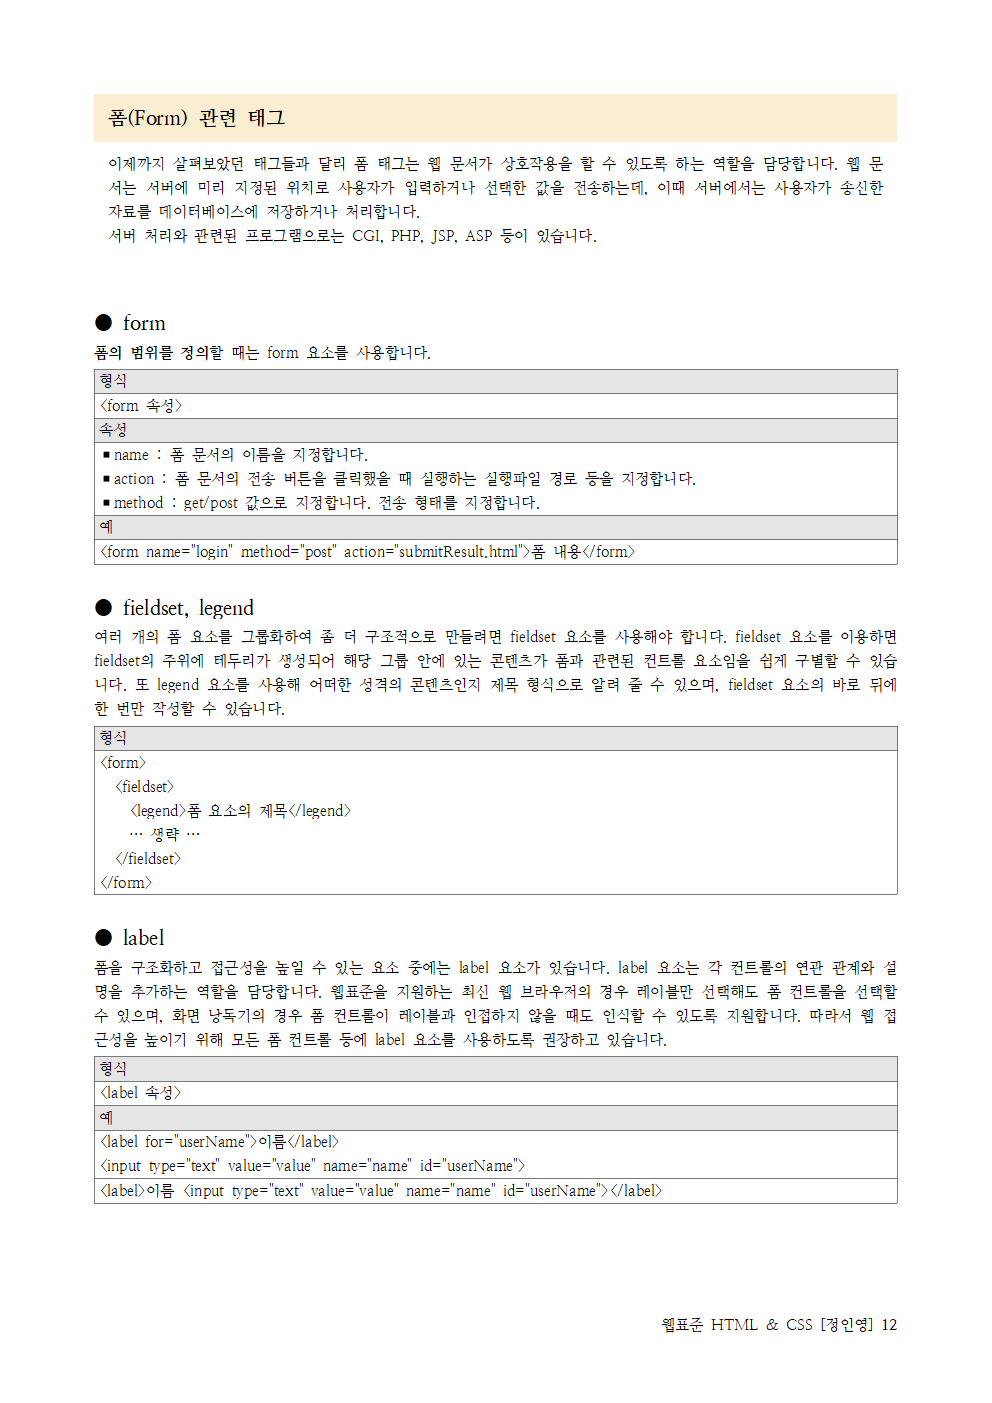 폼(Form) 관련 태그
이제까지 살펴보았던 태그들과 달리 폼 태그는 웹 문서가 상호작용을 할 수 있도록 하는 역할을 담당합니다. 웹 문
서는 서버에 미리 지정된 위치로 사용자가 입력하거나 선택한 값을 전송하는데, 이때 서버에서는 사용자가 송신한
자료를 데이터베이스에 저장하거나 처리합니다.
서버 처리와 관련된 프로그램으로는 CGI, PHP, JSP, ASP 등이 있습니다.
● form
폼의 범위를 정의할 때는 form 요소를 사용합니다.
형식
<form 속성>
속성
▪ name : 폼 문서의 이름을 지정합니다.
▪ action : 폼 문서의 전송 버튼을 클릭했을 때 실행하는 실행파일 경로 등을 지정합니다.
▪ method : get/post 값으로 지정합니다. 전송 형태를 지정합니다.
예
<form name="login" method="post" action="submitResult.html">폼 내용</form>
● fieldset, legend
여러 개의 폼 요소를 그룹화하여 좀 더 구조적으로 만들려면 fieldset 요소를 사용해야 합니다. fieldset 요소를 이용하면
fieldset의 주위에 테두리가 생성되어 해당 그룹 안에 있는 콘텐츠가 폼과 관련된 컨트롤 요소임을 쉽게 구별할 수 있습
니다. 또 legend 요소를 사용해 어떠한 성격의 콘텐츠인지 제목 형식으로 알려 줄 수 있으며, fieldset 요소의 바로 뒤에
한 번만 작성할 수 있습니다.
형식
<form>
<fieldset>
<legend>폼 요소의 제목</legend>
… 생략 …
</fieldset>
</form>
● label
폼을 구조화하고 접근성을 높일 수 있는 요소 중에는 label 요소가 있습니다. label 요소는 각 컨트롤의 연관 관계와 설
명을 추가하는 역할을 담당합니다. 웹표준을 지원하는 최신 웹 브라우저의 경우 레이블만 선택해도 폼 컨트롤을 선택할
수 있으며, 화면 낭독기의 경우 폼 컨트롤이 레이블과 인접하지 않을 때도 인식할 수 있도록 지원합니다. 따라서 웹 접
근성을 높이기 위해 모든 폼 컨트롤 등에 label 요소를 사용하도록 권장하고 있습니다.
형식
<label 속성>
예
<label for="userName">이름</label>
<input type="text" value="value" name="name" id="userName">
<label>이름 <input type="text" value="value" name="name" id="userName"></label>
웹표준 HTML & CSS [정인영] 12